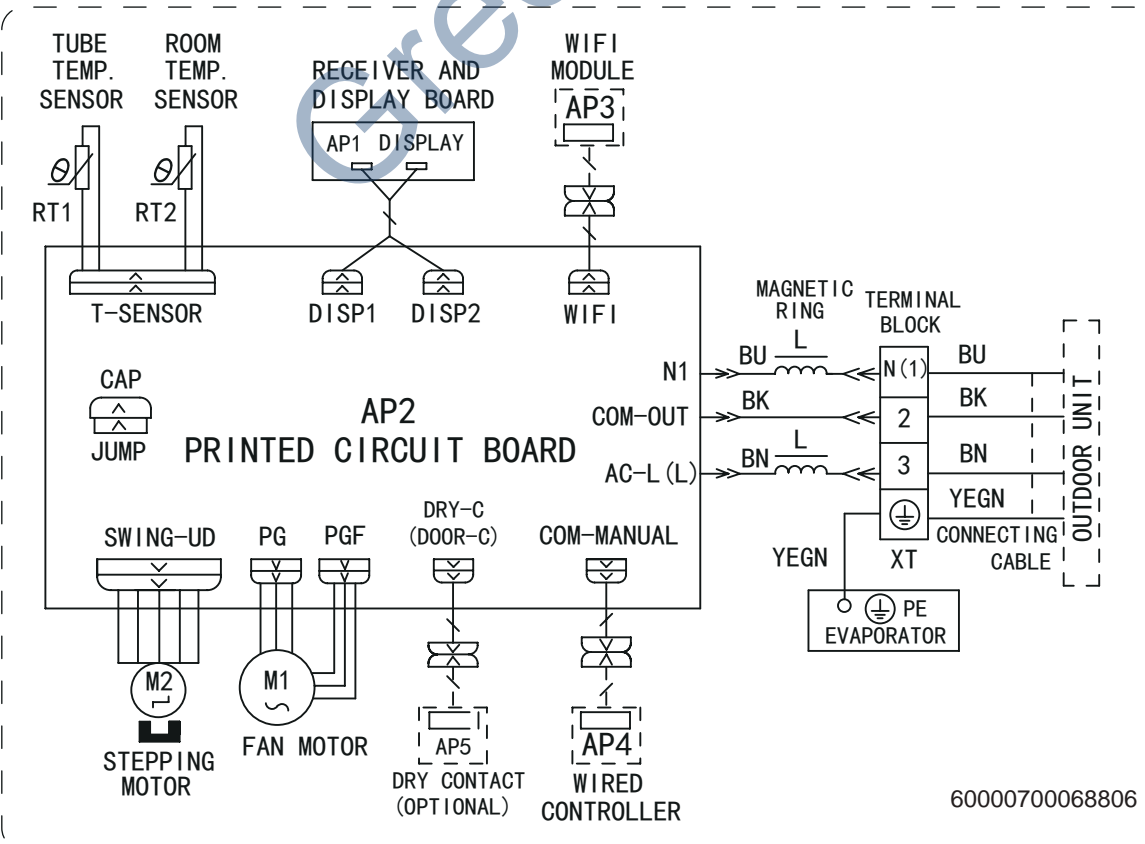 Gree
TUBE
TEMP.
SENSOR
ROOM
TEMP.
SENSOR
RECEIVER AND
DISPLAY BOARD
WIFI
MODULE
AP3
AP1 DISPLAY
θ
RT1
θ
RT2
T-SENSOR
DISP1
DISP2
WIFI
MAGNETIC
RING
TERMINAL
BLOCK
CAP
JUMP
AP2
PRINTED CIRCUIT BOARD
N1
BU
L
N(1)
BU
COM-OUT
BK
2
BK
AC-L(L)
BN
L
3
BN
YEGN
OUTDOOR UNIT
CONNECTING
CABLE
XT
YEGN
PE
EVAPORATOR
SWING-UD
PG
PGF
DRY-C
(DOOR-C)
COM-MANUAL
M2
STEPPING
MOTOR
M1
FAN MOTOR
AP5
DRY CONTACT
(OPTIONAL)
AP4
WIRED
CONTROLLER
60000700068806